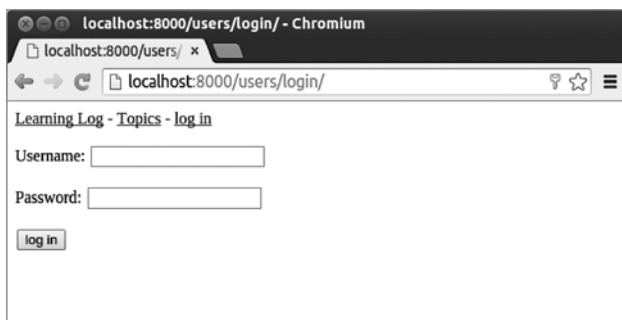 localhost:8000/users/login/ - Chromium
localhost:8000/users/
localhost:8000/users/login/
Learning Log - Topics - log in
Username:
Password:
log in